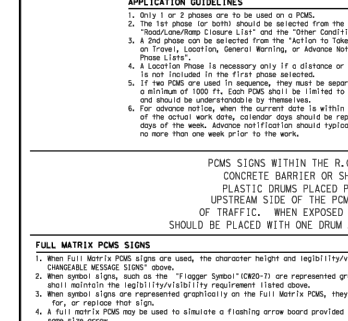 APPLICATION GUIDELINES
1. Only 1 or 2 phases are to be used on a PCMS.
2. The 1st phase (or both) should be selected from the
"Road/Lane/Ramp Closure List" and the "Other Conditi
3. A 2nd phase can be selected from the "Action to Take
on Travel, Location, General Warning, or Advance Not
Phase Lists".
4. A Location Phase is necessary only if a distance or
is not included in the first phase selected.
5. If two PCMS are used in sequence, they must be separ
a minimum of 1000 ft. Each PCMS shall be limited to
and should be understandable by themselves.
6. For advance notice, when the current date is within
of the actual work date, calendar days should be rep
days of the week. Advance notification should typica
no more than one week prior to the work.
PCMS SIGNS WITHIN THE R.
CONCRETE BARRIER OR SH
PLASTIC DRUMS PLACED P
UPSTREAM SIDE OF THE PCM
OF TRAFFIC. WHEN EXPOSED
SHOULD BE PLACED WITH ONE DRUM
FULL MATRIX PCMS SIGNS
1. When Full Matrix PCMS signs are used, the character height and legibility/v
CHANGEABLE MESSAGE SIGNS" above.
2. When symbol signs, such as the "Flagger Symbol"(CW20-7) are represented gr
shall maintain the legibility/visibility requirement listed above.
3. When symbol signs are represented graphically on the Full Matrix PCMS, they
for, or replace that sign.
4. A full matrix PCMS may be used to simulate a flashing arrow board provided
same size arrow.